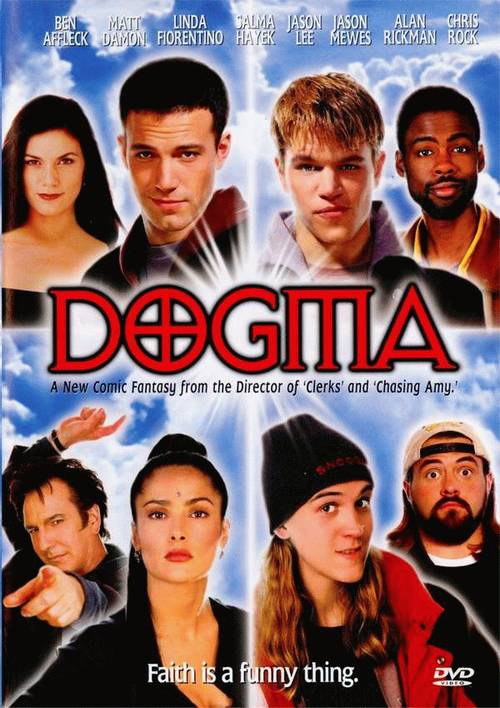 BEN AFFLECK MATT DAMON LINDA FIORENTINO SALMA HAYEK JASON LEE JASON MEWES ALAN RICKMAN CHRIS ROCK
DOGMA
A New Comic Fantasy from the Director of 'Clerks' and 'Chasing Amy.'
Faith is a funny thing.
DVD
VIDEO